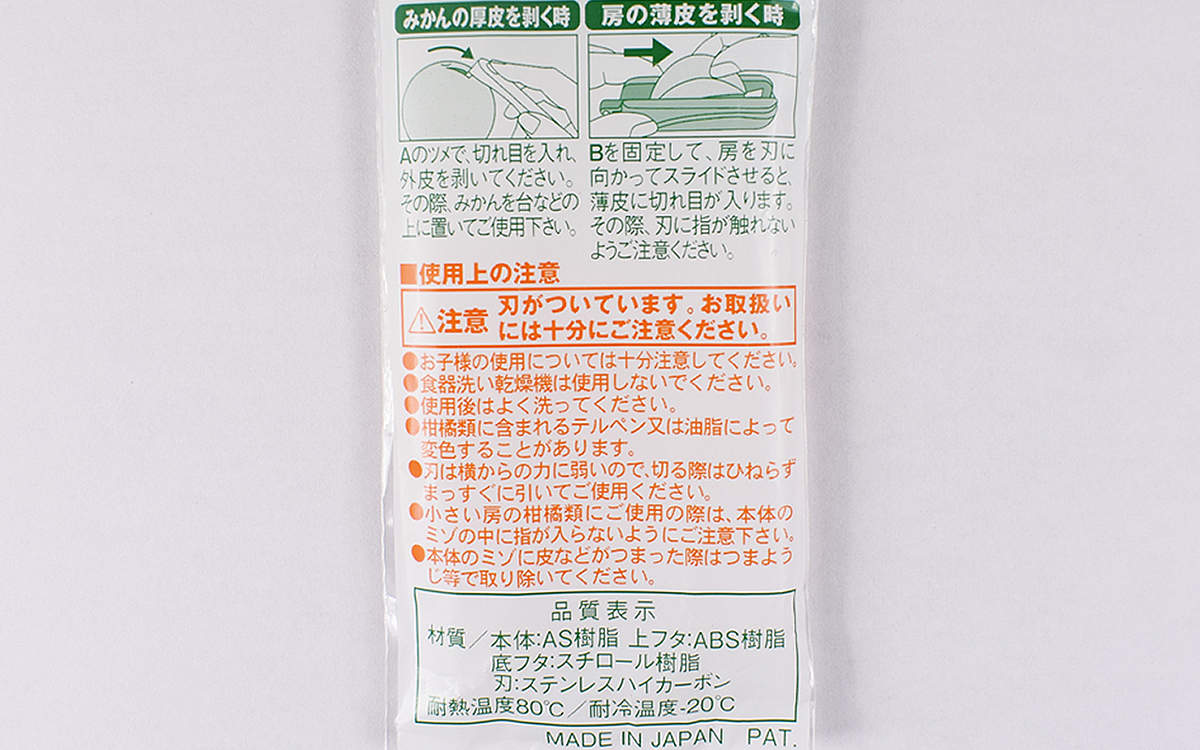 みかんの厚皮を剥く時
Aのツメで、切れ目を入れ、
外皮を剥いてください。
その際、みかんを台などの
上に置いてご使用下さい。
房の薄皮を剥く時
Bを固定して、房を刃に
向かってスライドさせると、
薄皮に切れ目が入ります。
その際、刃に指が触れない
ようご注意ください。
■使用上の注意
⚠注意
刃がついています。お取扱い
には十分にご注意ください。
●お子様の使用については十分注意してください。
●食器洗い乾燥機は使用しないでください。
●使用後はよく洗ってください。
●柑橘類に含まれるテルペン又は油脂によって
変色することがあります。
●刃は横からの力に弱いので、切る際はひねらず
まっすぐに引いてご使用ください。
●小さい房の柑橘類にご使用の際は、本体の
ミゾの中に指が入らないようにご注意下さい。
●本体のミゾに皮などがつまった際はつまよう
じ等で取り除いてください。
品質表示
材質／本体:AS樹脂 上フタ:ABS樹脂
底フタ:スチロール樹脂
刃:ステンレスハイカーボン
耐熱温度80℃／耐冷温度-20℃
MADE IN JAPAN PAT.